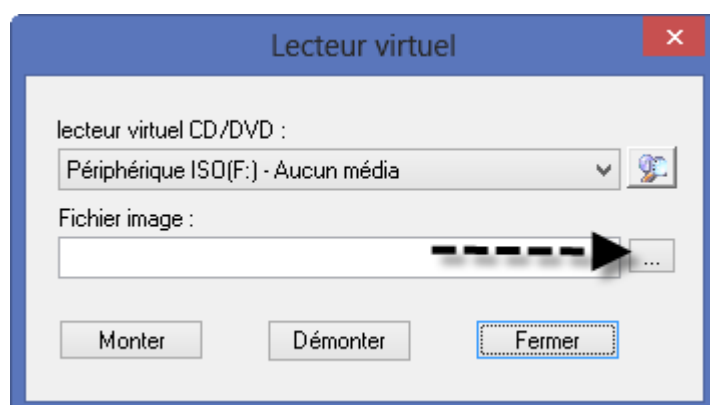 Lecteur virtuel
lecteur virtuel CD/DVD :
Périphérique ISO(F:) - Aucun média
Fichier image :
...
Monter Démonter Fermer